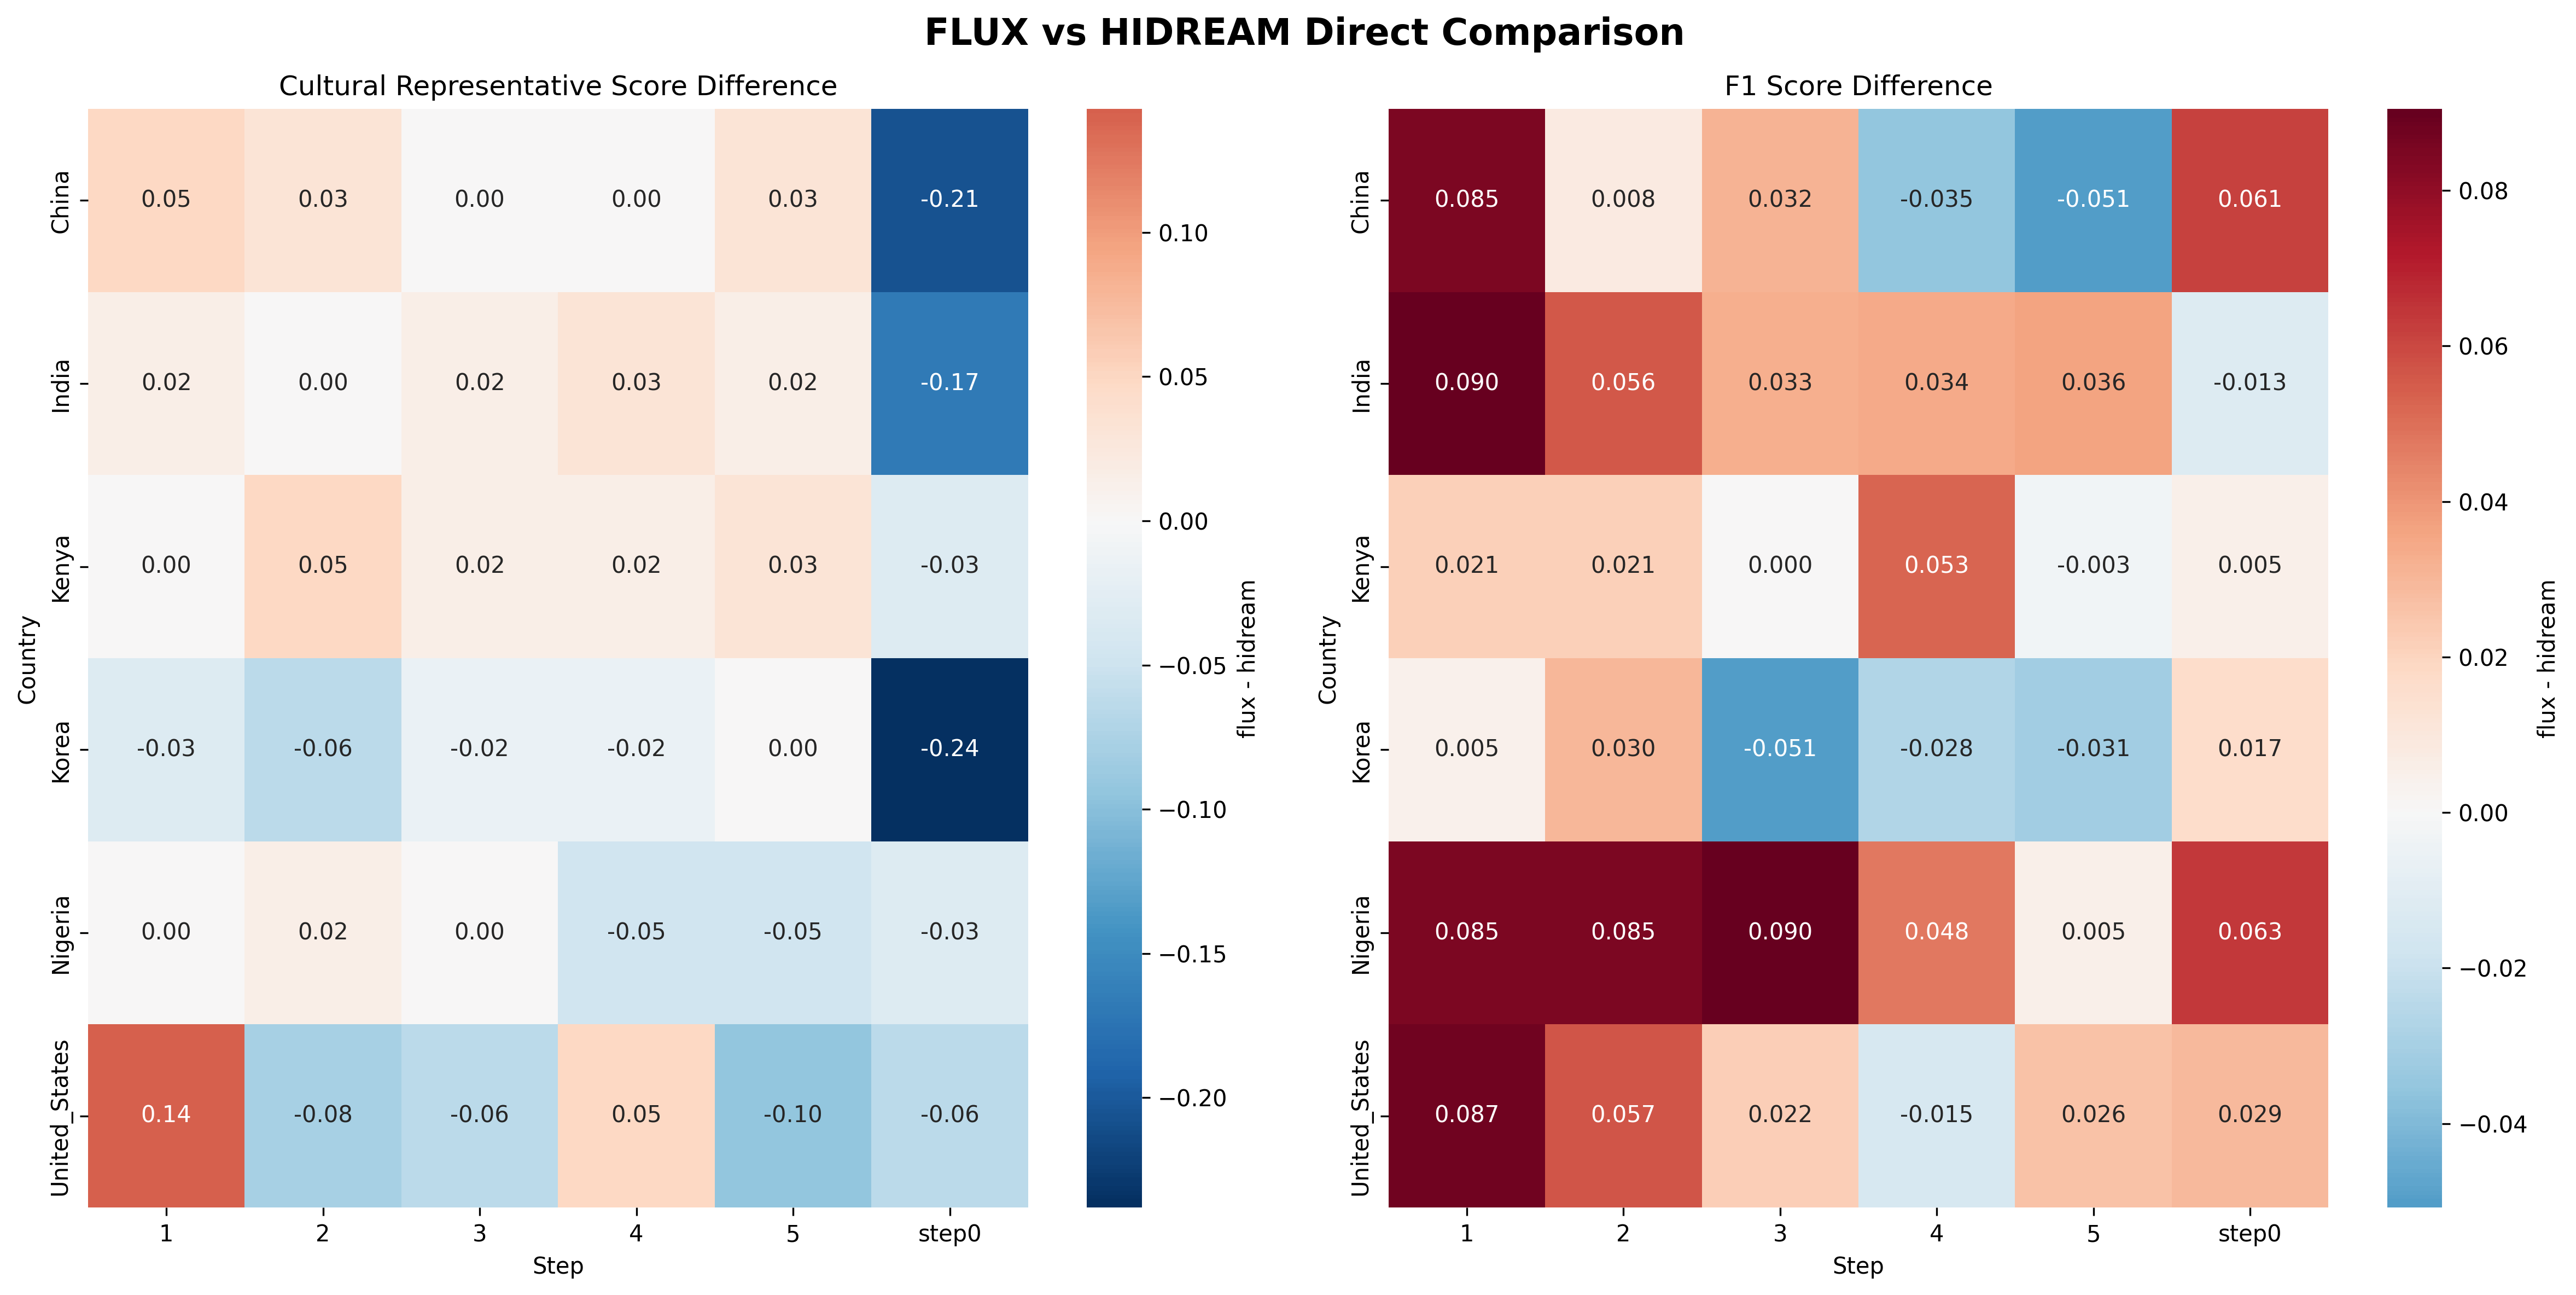 FLUX vs HIDREAM Direct Comparison
Cultural Representative Score Difference
Country
China
0.05 0.03 0.00 0.00 0.03 -0.21
India
0.02 0.00 0.02 0.03 0.02 -0.17
Kenya
0.00 0.05 0.02 0.02 0.03 -0.03
Korea
-0.03 -0.06 -0.02 -0.02 0.00 -0.24
Nigeria
0.00 0.02 0.00 -0.05 -0.05 -0.03
United_States
0.14 -0.08 -0.06 0.05 -0.10 -0.06
1 2 3 4 5 step0
Step
0.10
0.05
0.00
−0.05
−0.10
−0.15
−0.20
flux - hidream
F1 Score Difference
Country
China
0.085 0.008 0.032 -0.035 -0.051 0.061
India
0.090 0.056 0.033 0.034 0.036 -0.013
Kenya
0.021 0.021 0.000 0.053 -0.003 0.005
Korea
0.005 0.030 -0.051 -0.028 -0.031 0.017
Nigeria
0.085 0.085 0.090 0.048 0.005 0.063
United_States
0.087 0.057 0.022 -0.015 0.026 0.029
1 2 3 4 5 step0
Step
0.08
0.06
0.04
0.02
0.00
−0.02
−0.04
flux - hidream